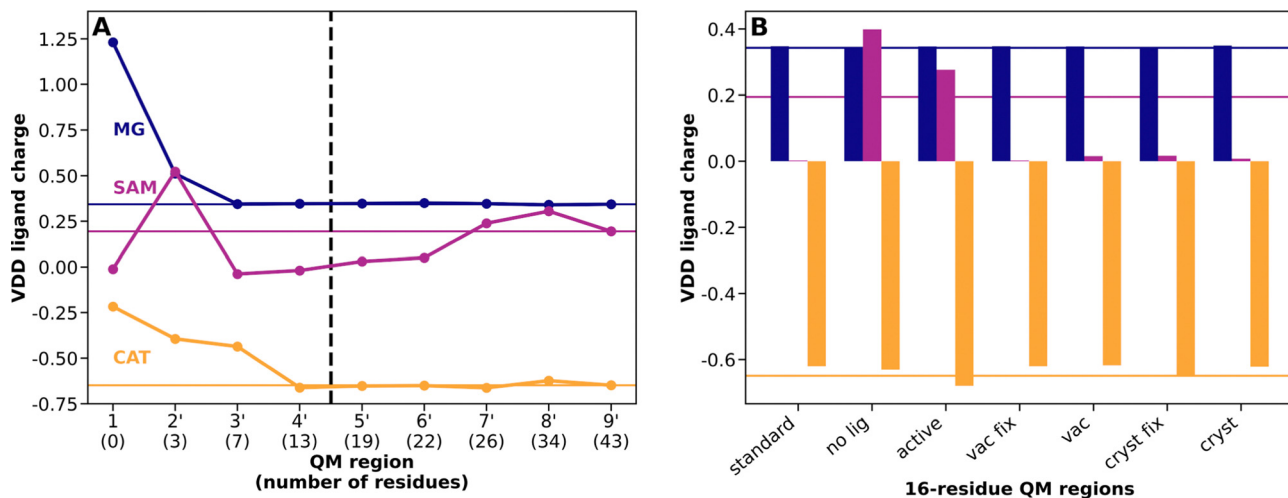 A
VDD ligand charge
1.25
1.00
0.75
0.50
0.25
0.00
-0.25
-0.50
-0.75
MG
SAM
CAT
1 2' 3' 4' 5' 6' 7' 8' 9'
(0) (3) (7) (13) (19) (22) (26) (34) (43)
QM region
(number of residues)
B
VDD ligand charge
0.4
0.2
0.0
-0.2
-0.4
-0.6
standard no lig active vac fix vac cryst fix cryst
16-residue QM regions